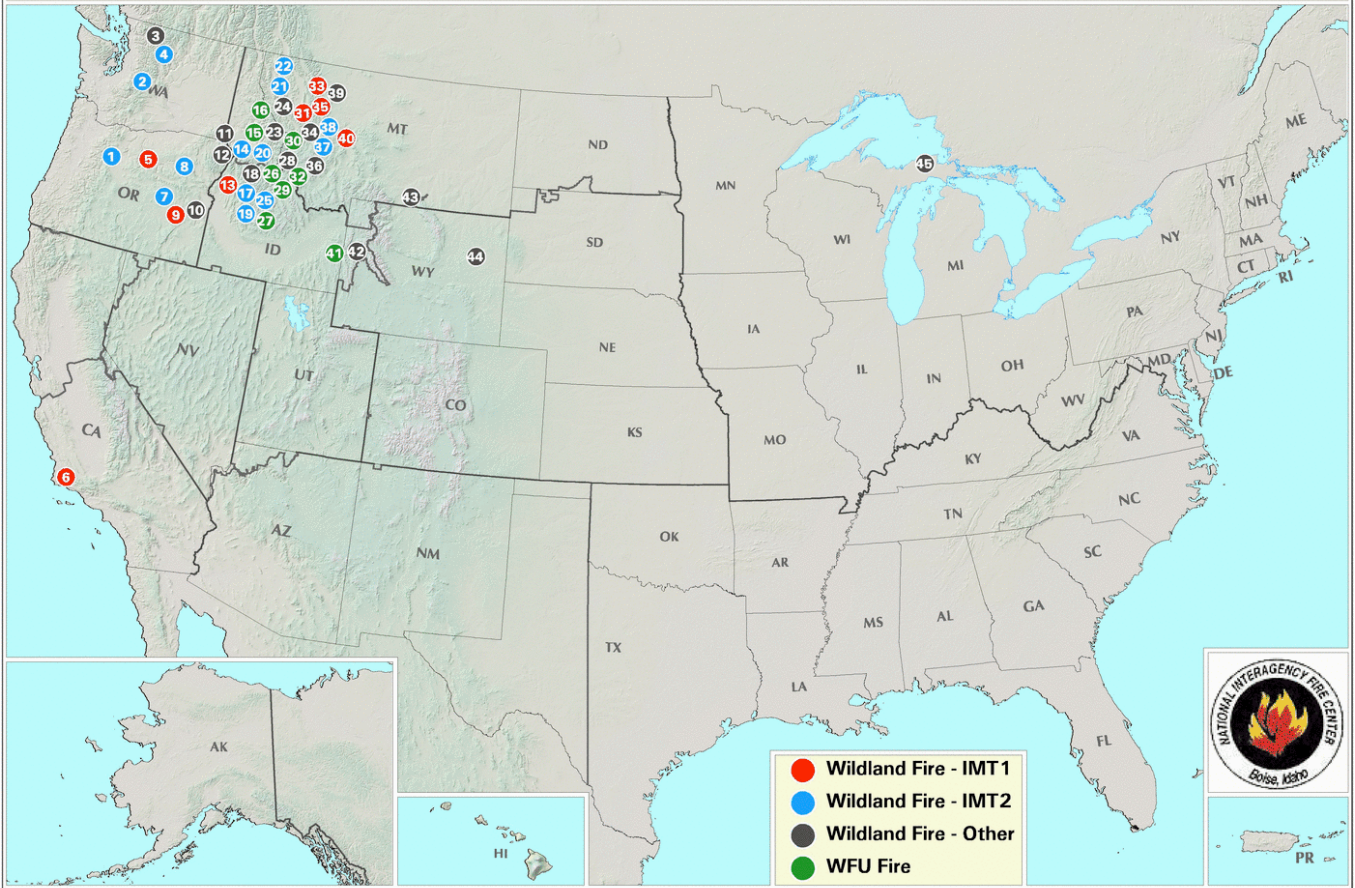 3
4
2
WA
22
21
33
39
16
24
31
35
11
15
23
30
34
38
40
MT
1
5
8
12
14
20
28
37
36
18
26
32
13
17
29
25
7
9
10
19
27
OR
ID
41
42
43
44
WY
ND
SD
NE
KS
MN
IA
MO
WI
IL
MI
45
IN
OH
KY
TN
NY
PA
WV
VA
NC
SC
GA
AL
MS
AR
LA
FL
ME
VT
NH
MA
CT
RI
NJ
MD
DE
NV
UT
CO
CA
6
AZ
NM
OK
TX
AK
HI
PR
NATIONAL INTERAGENCY FIRE CENTER
Boise, Idaho
Wildland Fire - IMT1
Wildland Fire - IMT2
Wildland Fire - Other
WFU Fire